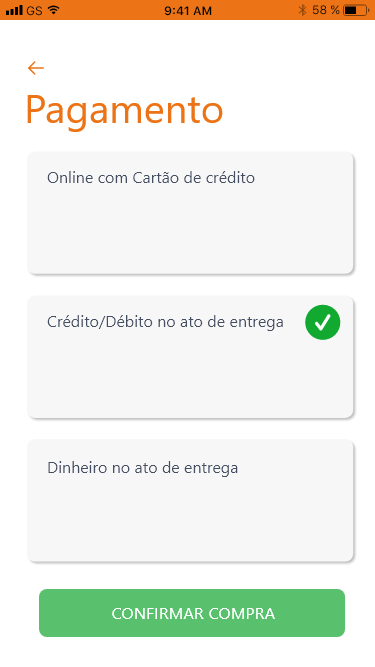 GS 9:41 AM 58 %
Pagamento
Online com Cartão de crédito
Crédito/Débito no ato de entrega
Dinheiro no ato de entrega
CONFIRMAR COMPRA